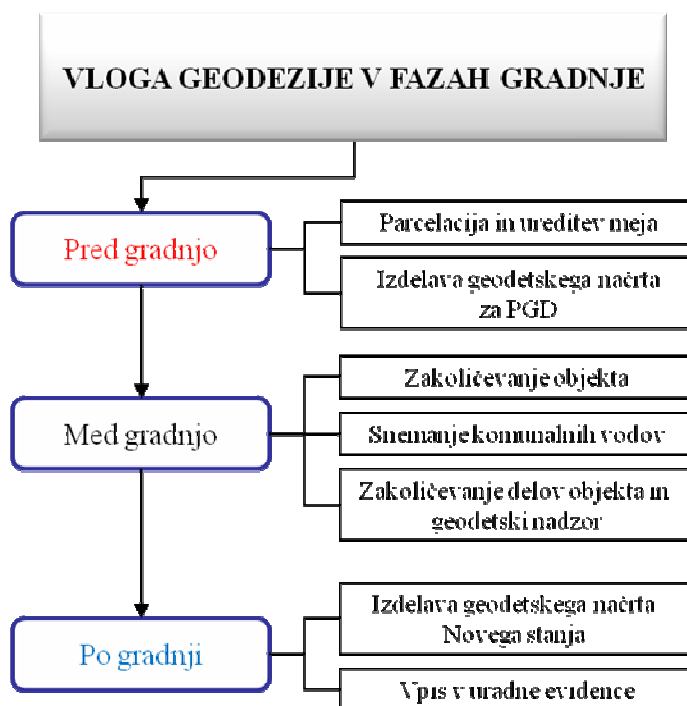 VLOGA GEODEZIJE V FAZAH GRADNJE
Pred gradnjo
Parcelacija in ureditev meja
Izdelava geodetskega načrta
za PGD
Med gradnjo
Zakoličevanje objekta
Snemanje komunalnih vodov
Zakoličevanje delov objekta in
geodetski nadzor
Po gradnji
Izdelava geodetskega načrta
Novega stanja
Vpis v uradne evidence